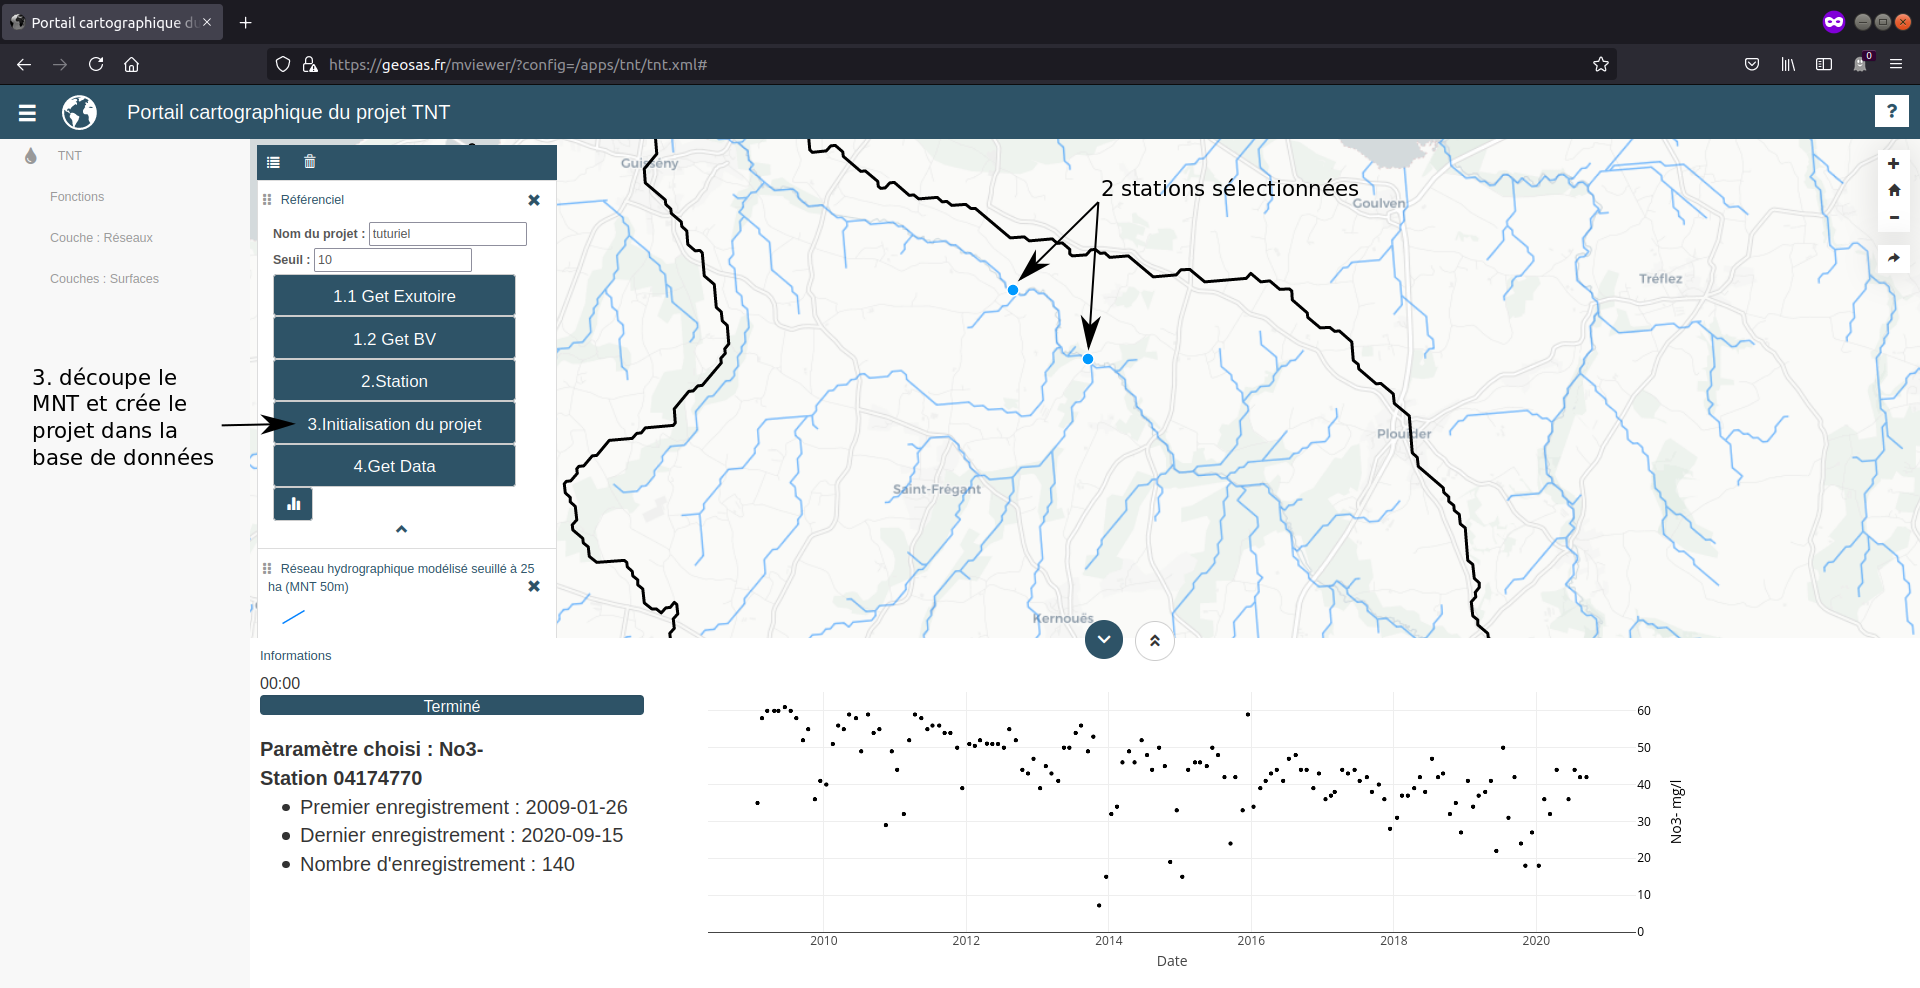 Portail cartographique du
https://geosas.fr/mviewer/?config=/apps/tnt/tnt.xml#
0
Portail cartographique du projet TNT
?
TNT
Fonctions
Couche : Réseaux
Couches : Surfaces
3. découpe le
MNT et crée le
projet dans la
base de données
Référenciel
Nom du projet : tuturiel
Seuil : 10
1.1 Get Exutoire
1.2 Get BV
2.Station
3.Initialisation du projet
4.Get Data
Réseau hydrographique modélisé seuillé à 25
ha (MNT 50m)
2 stations sélectionnées
Guissény
Goulven
Tréflez
Plouider
Saint-Frégant
Kernouës
Informations
00:00
Terminé
Paramètre choisi : No3-
Station 04174770
Premier enregistrement : 2009-01-26
Dernier enregistrement : 2020-09-15
Nombre d'enregistrement : 140
60
50
40
30
20
10
0
No3- mg/l
2010 2012 2014 2016 2018 2020
Date